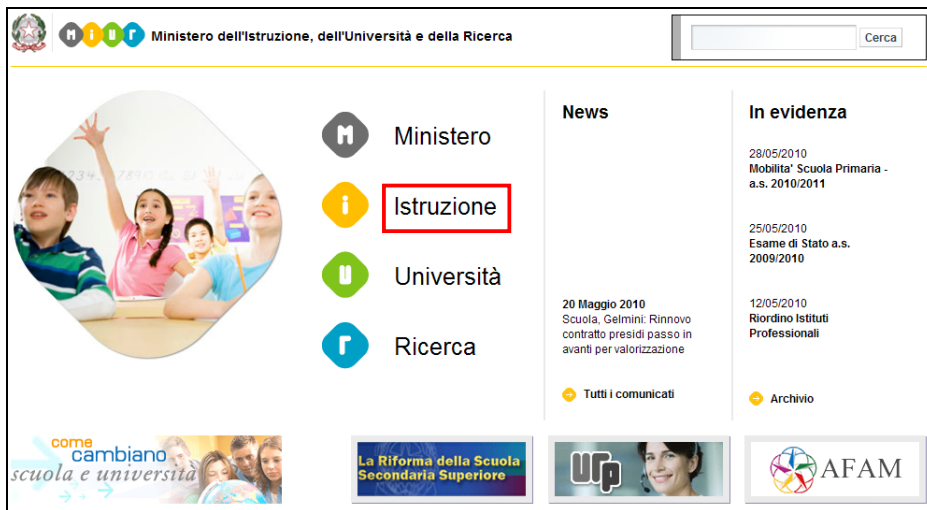 miur Ministero dell'Istruzione, dell'Università e della Ricerca
Cerca
m Ministero
i Istruzione
u Università
r Ricerca
News
20 Maggio 2010
Scuola, Gelmini: Rinnovo
contratto presidi passo in
avanti per valorizzazione
Tutti i comunicati
In evidenza
28/05/2010
Mobilita' Scuola Primaria -
a.s. 2010/2011
25/05/2010
Esame di Stato a.s.
2009/2010
12/05/2010
Riordino Istituti
Professionali
Archivio
come
cambiano
scuola e università
La Riforma della Scuola
Secondaria Superiore
urp
AFAM